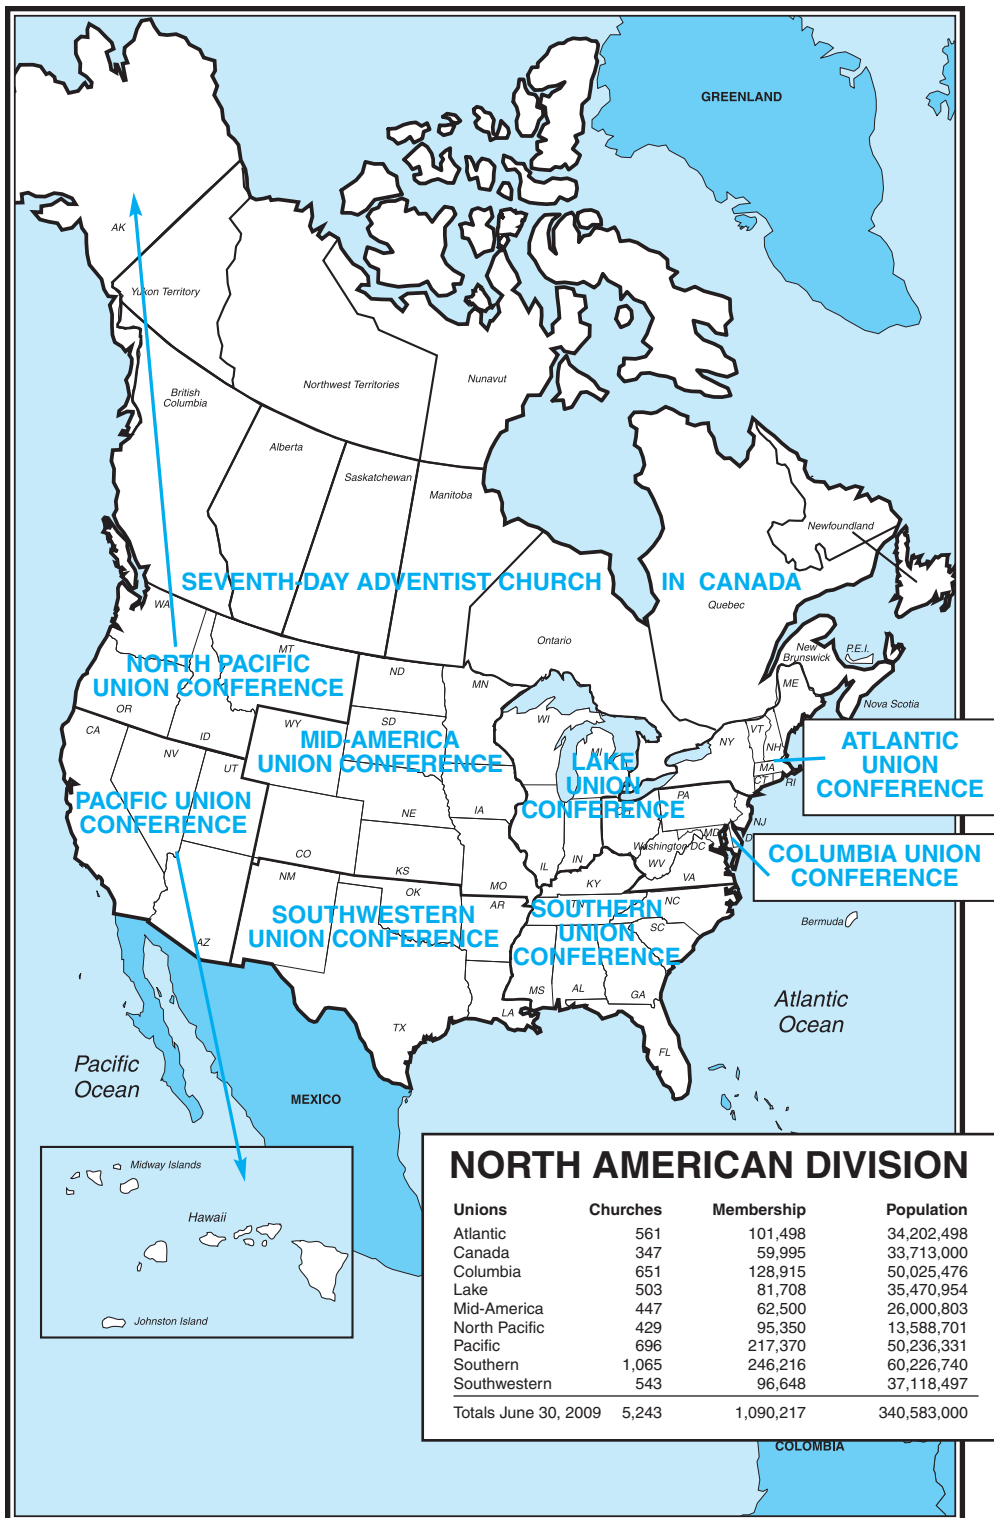 GREENLAND
AK
Yukon Territory
Northwest Territories
Nunavut
British
Columbia
Alberta
Saskatchewan
Manitoba
Newfoundland
SEVENTH-DAY ADVENTIST CHURCH IN CANADA
WA
Quebec
Ontario
MT
New
Brunswick
P.E.I.
NORTH PACIFIC
UNION CONFERENCE
ND
MN
ME
Nova Scotia
OR
ID
WY
SD
WI
VT
NH
NY
CA
NV
UT
MID-AMERICA
UNION CONFERENCE
MI
LAKE
UNION
CONFERENCE
MA
CT
RI
ATLANTIC
UNION
CONFERENCE
PACIFIC UNION
CONFERENCE
NE
IA
PA
NJ
MD
Washington DC
COLUMBIA UNION
CONFERENCE
CO
KS
MO
IL
IN
WV
VA
KY
NM
OK
AR
TN
NC
SC
Bermuda
SOUTHWESTERN
UNION CONFERENCE
SOUTHERN
UNION
CONFERENCE
AZ
TX
LA
MS
AL
GA
FL
Atlantic
Ocean
Pacific
Ocean
MEXICO
Midway Islands
Hawaii
Johnston Island
NORTH AMERICAN DIVISION
Unions Churches Membership Population
Atlantic 561 101,498 34,202,498
Canada 347 59,995 33,713,000
Columbia 651 128,915 50,025,476
Lake 503 81,708 35,470,954
Mid-America 447 62,500 26,000,803
North Pacific 429 95,350 13,588,701
Pacific 696 217,370 50,236,331
Southern 1,065 246,216 60,226,740
Southwestern 543 96,648 37,118,497
Totals June 30, 2009 5,243 1,090,217 340,583,000
COLOMBIA